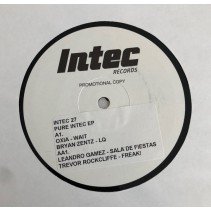 Intec
RECORDS
PROMOTIONAL COPY
INTEC 27
PURE INTEC EP
A1.
OXIA - WAIT
BRYAN ZENTZ - LG
AA1.
LEANDRO GAMEZ - SALA DE FIESTAS
TREVOR ROCKCLIFFE - FREAKI